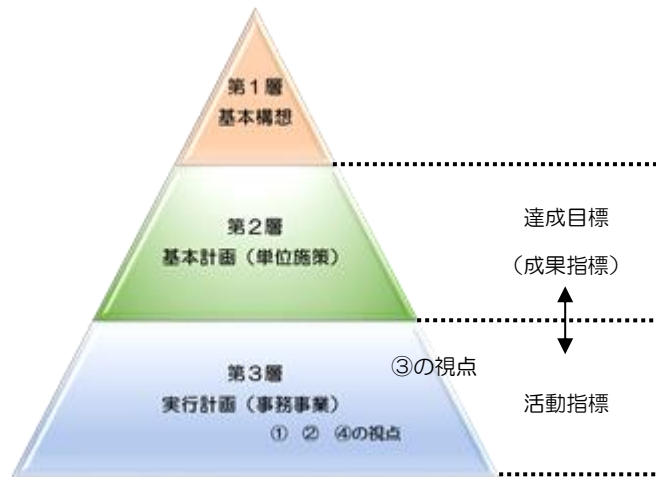 第1層
基本構想
第2層
基本計画（単位施策）
達成目標
（成果指標）
第3層
実行計画（事務事業）
① ② ④の視点
③の視点
活動指標